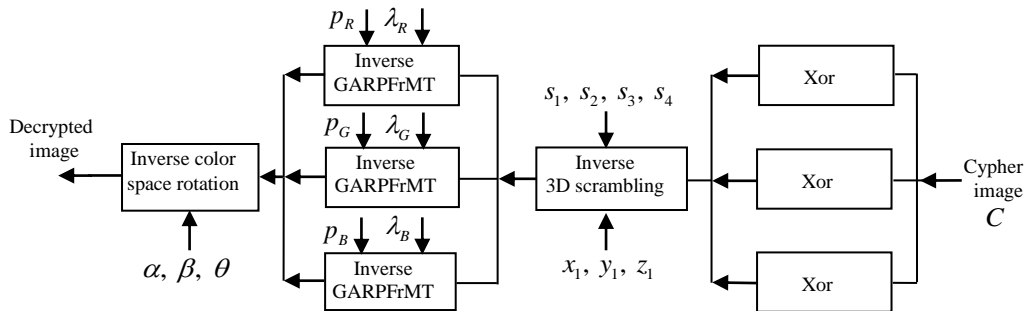 p_R λ_R
Inverse
GARPFrMT
Xor
s_1, s_2, s_3, s_4
Decrypted
image
p_G λ_G
Inverse color
space rotation
Inverse
GARPFrMT
Inverse
3D scrambling
Xor
Cypher
image
C
p_B λ_B
α, β, θ
Inverse
GARPFrMT
x_1, y_1, z_1
Xor